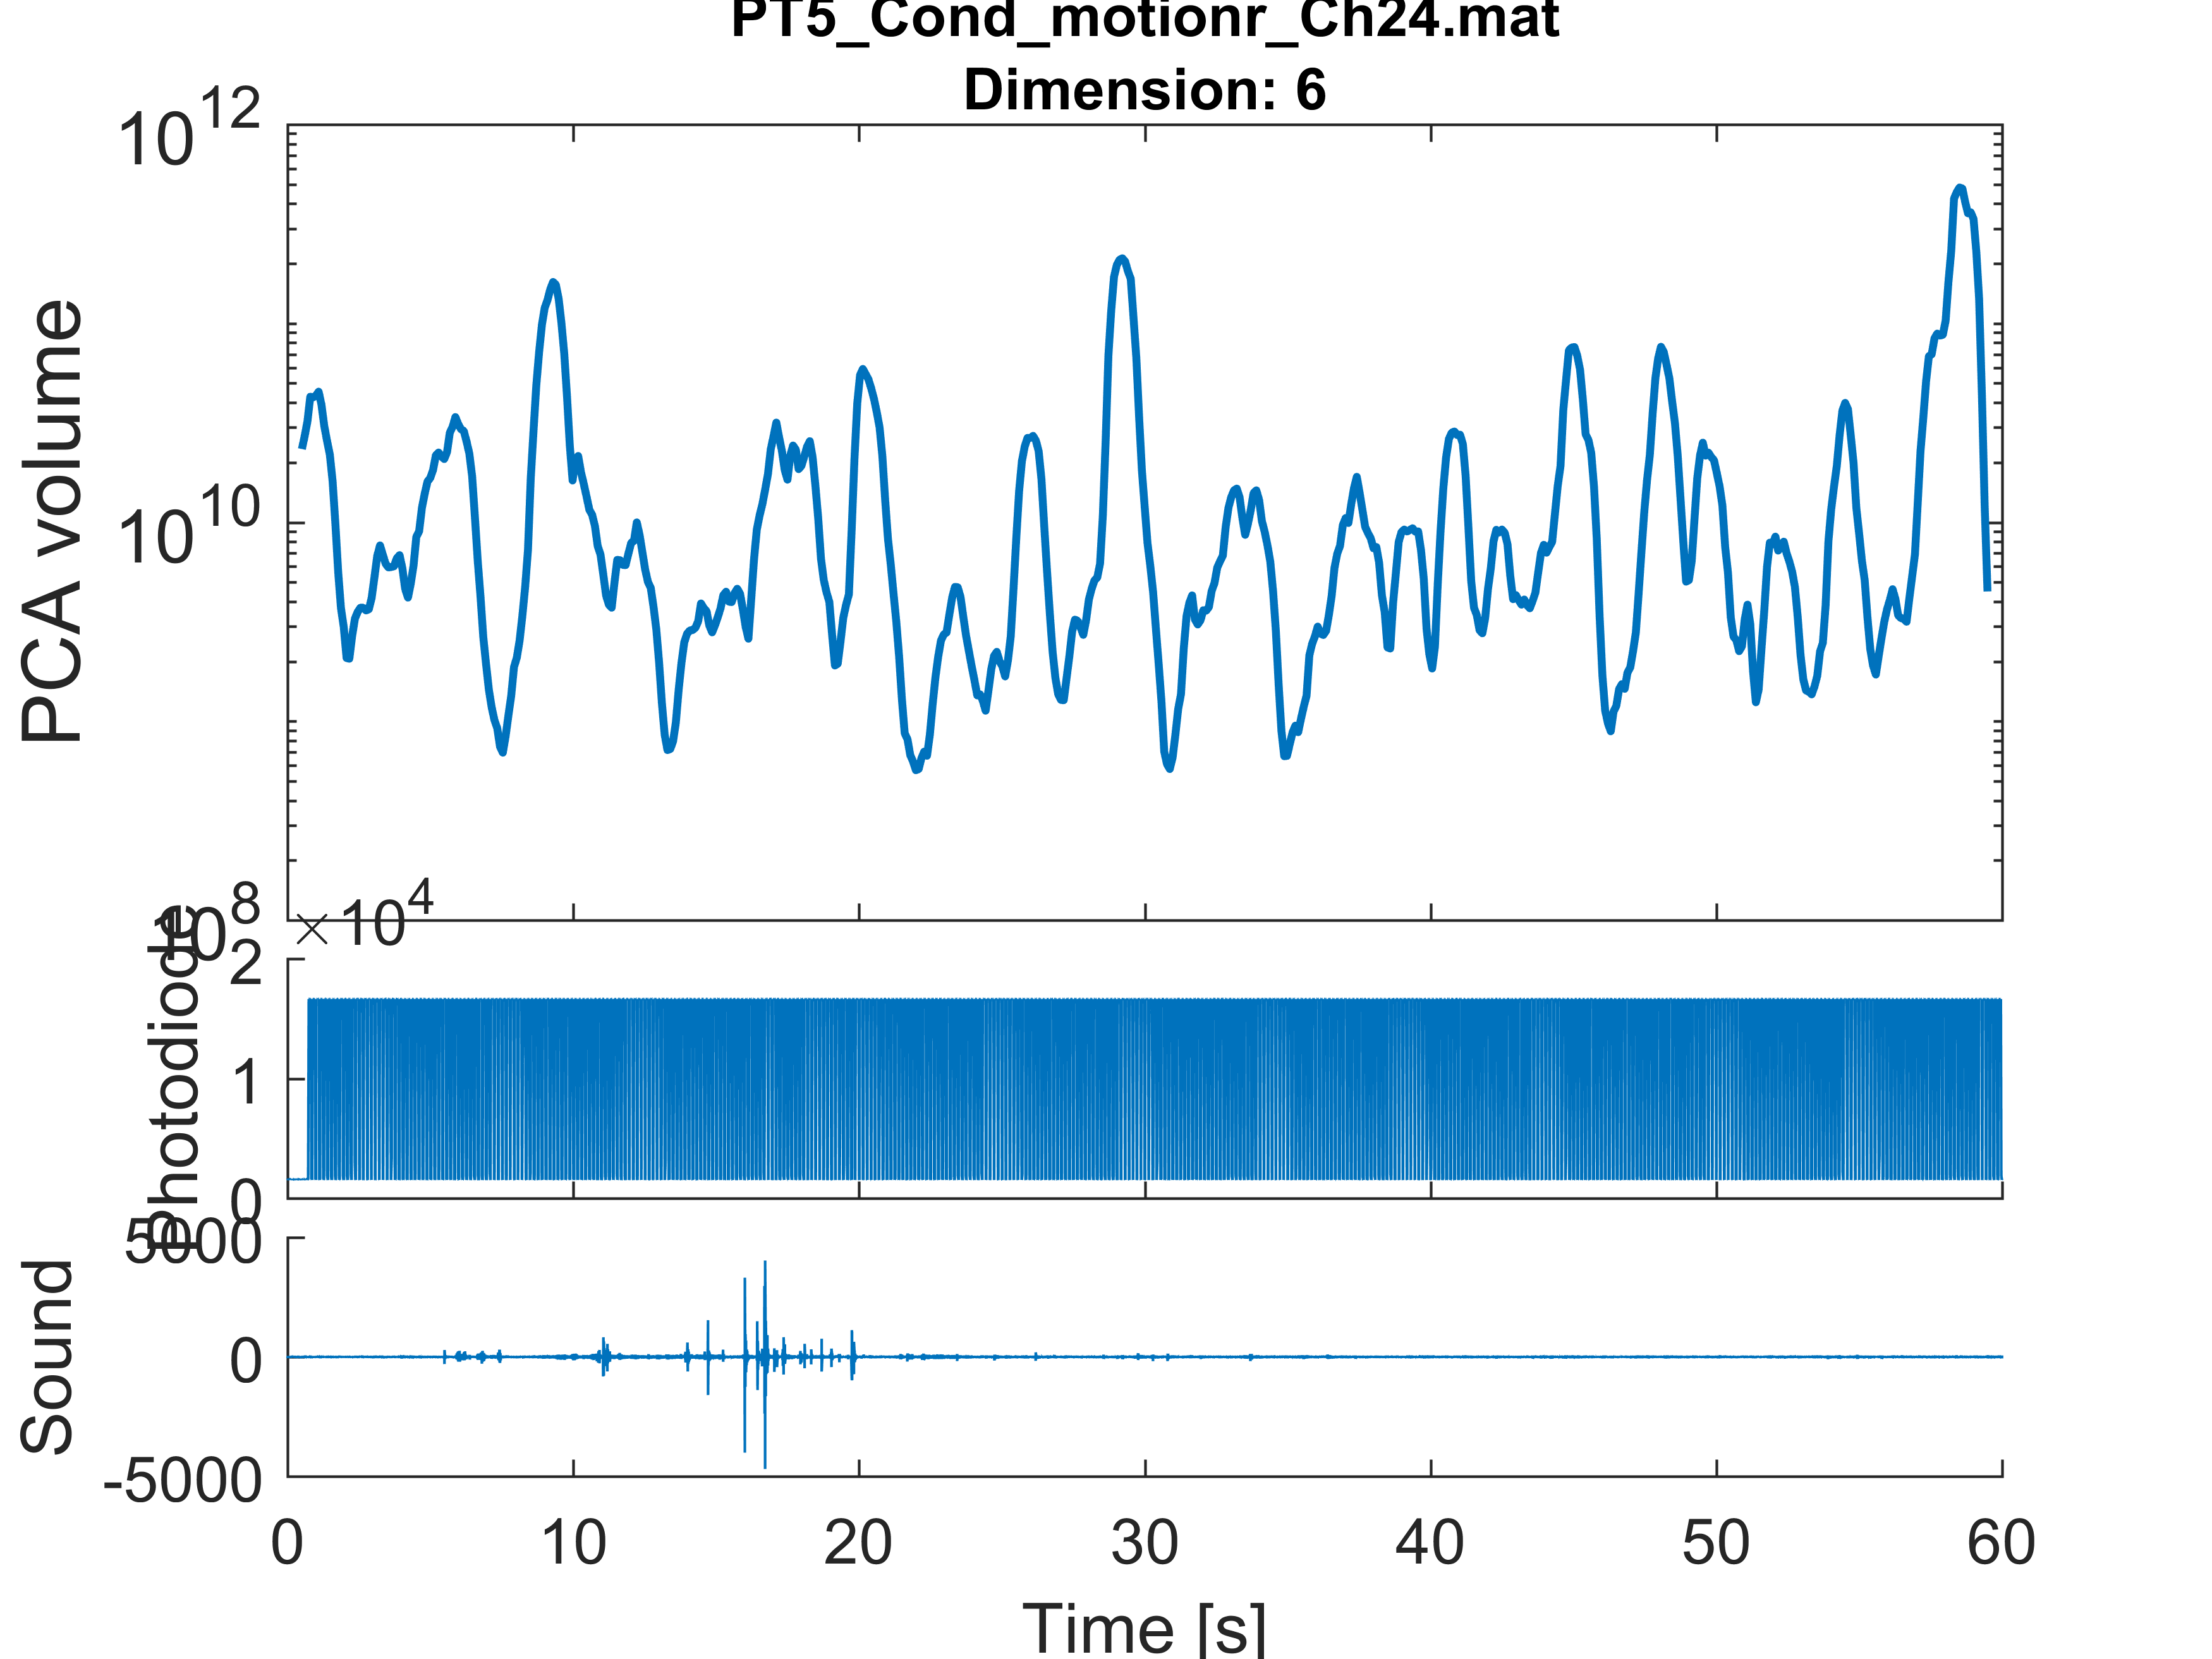 PT5_Cond_motionr_Ch24.mat
Dimension: 6
10^12
10^10
10^8
PCA volume
×10^4
2
1
0
Photodiode
5000
0
-5000
Sound
0 10 20 30 40 50 60
Time [s]